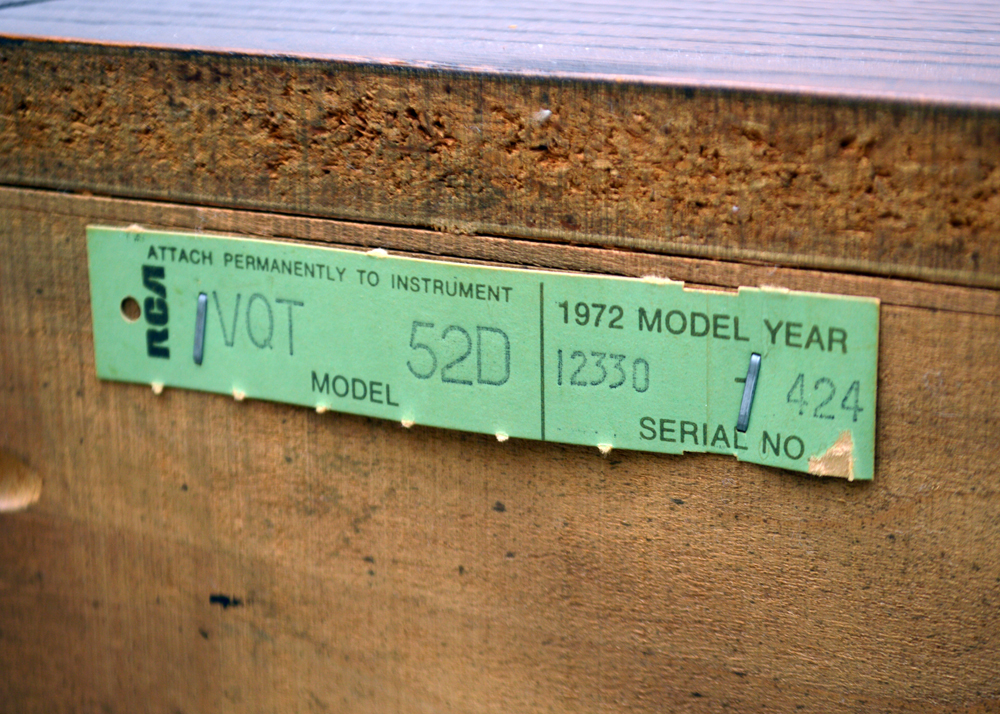 ATTACH PERMANENTLY TO INSTRUMENT
RCA
VQT 52D
MODEL
1972 MODEL YEAR
12330 - 424
SERIAL NO.